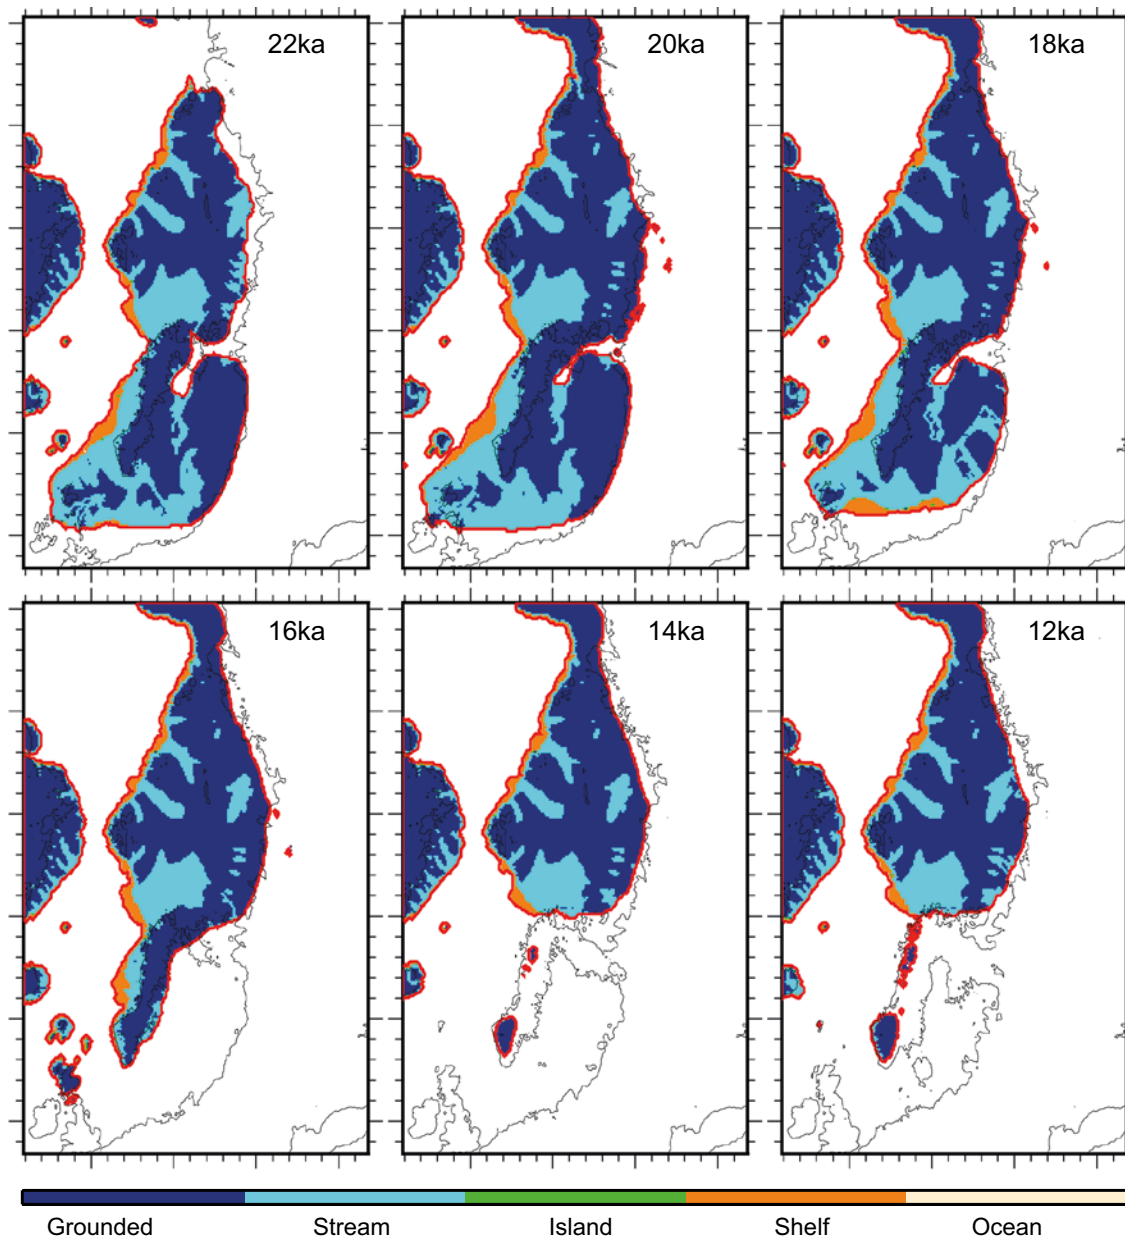 22ka
20ka
18ka
16ka
14ka
12ka
Grounded Stream Island Shelf Ocean